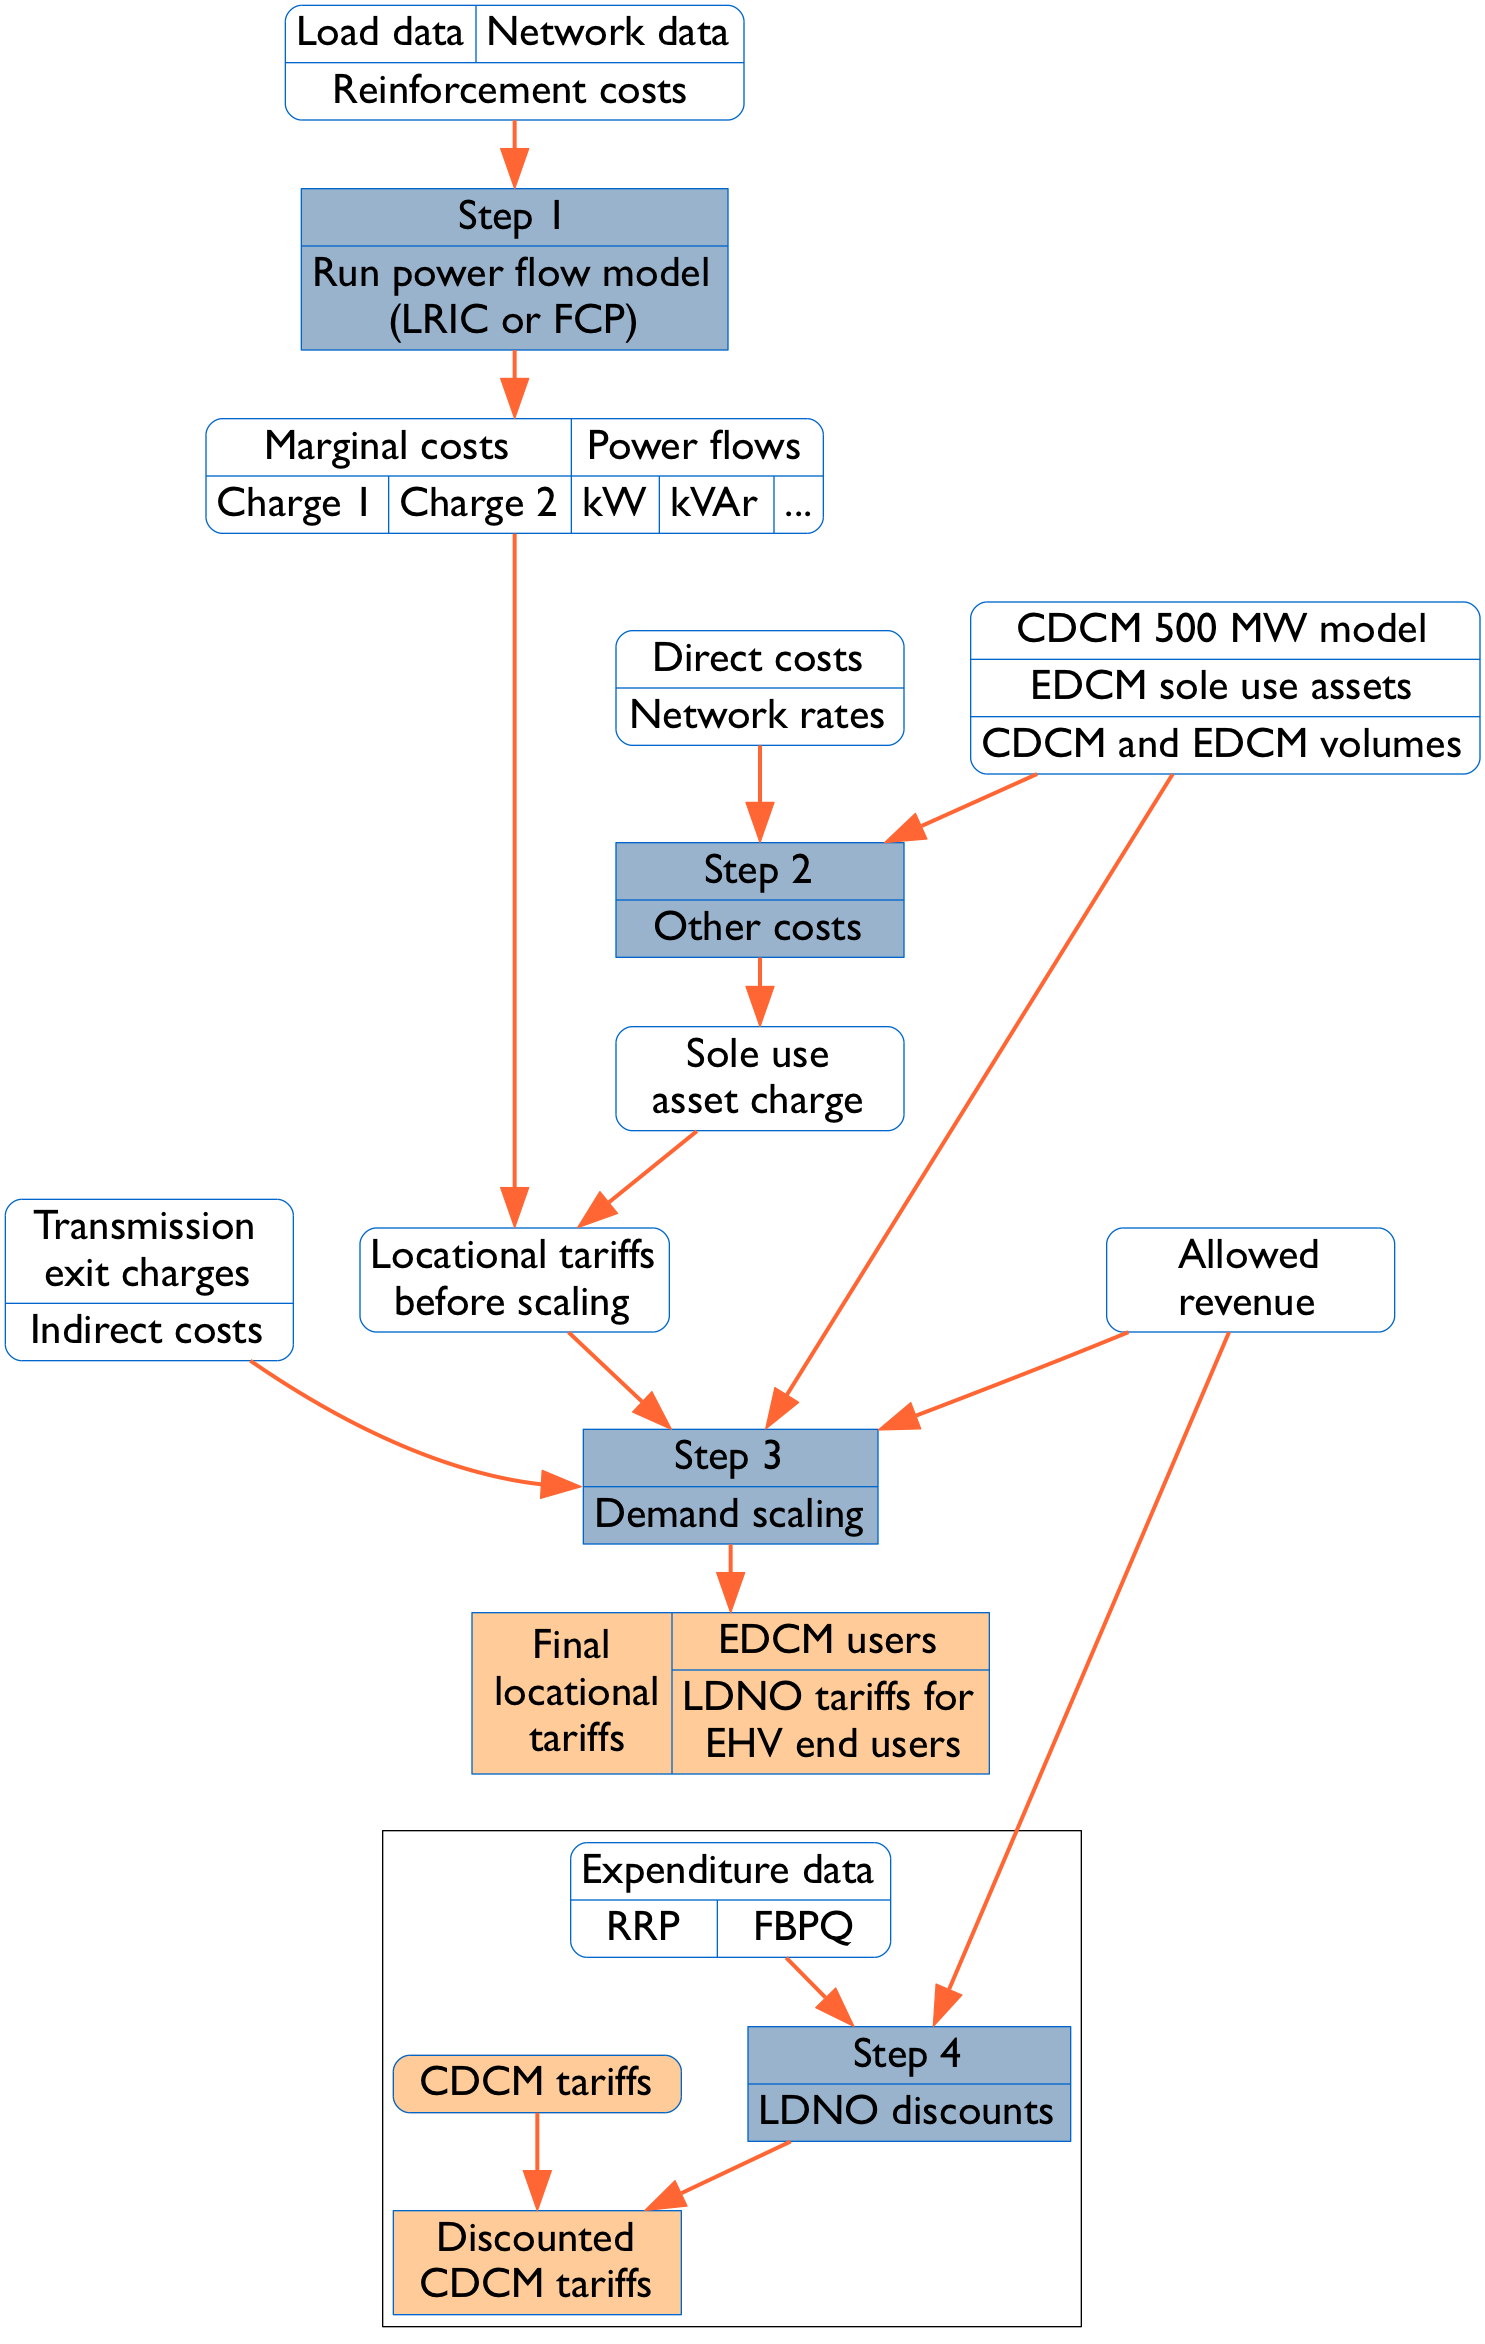 Load data
Network data
Reinforcement costs
Step 1
Run power flow model
(LRIC or FCP)
Marginal costs
Power flows
Charge 1
Charge 2
kW
kVAr
...
Direct costs
Network rates
CDCM 500 MW model
EDCM sole use assets
CDCM and EDCM volumes
Step 2
Other costs
Sole use
asset charge
Transmission
exit charges
Indirect costs
Locational tariffs
before scaling
Allowed
revenue
Step 3
Demand scaling
Final
locational
tariffs
EDCM users
LDNO tariffs for
EHV end users
Expenditure data
RRP
FBPQ
Step 4
LDNO discounts
CDCM tariffs
Discounted
CDCM tariffs